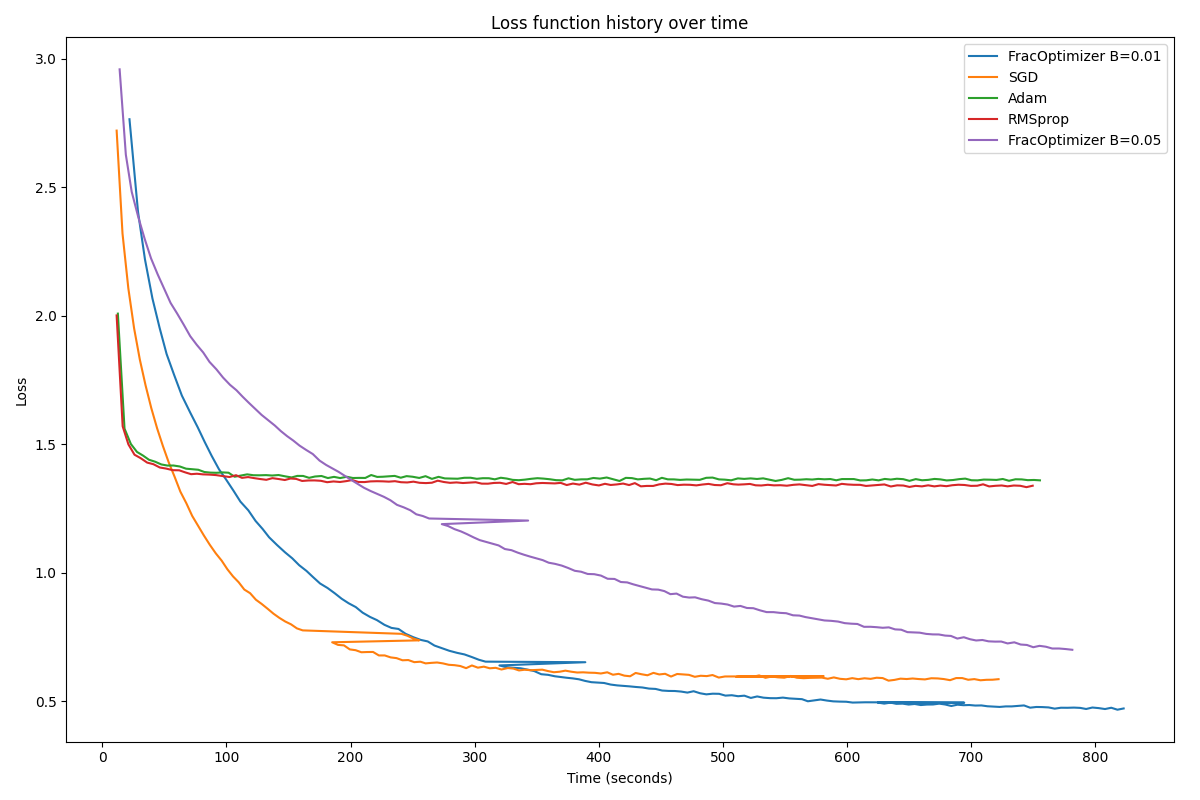 Loss function history over time
FracOptimizer B=0.01
SGD
Adam
RMSprop
FracOptimizer B=0.05
Loss
3.0
2.5
2.0
1.5
1.0
0.5
0 100 200 300 400 500 600 700 800
Time (seconds)